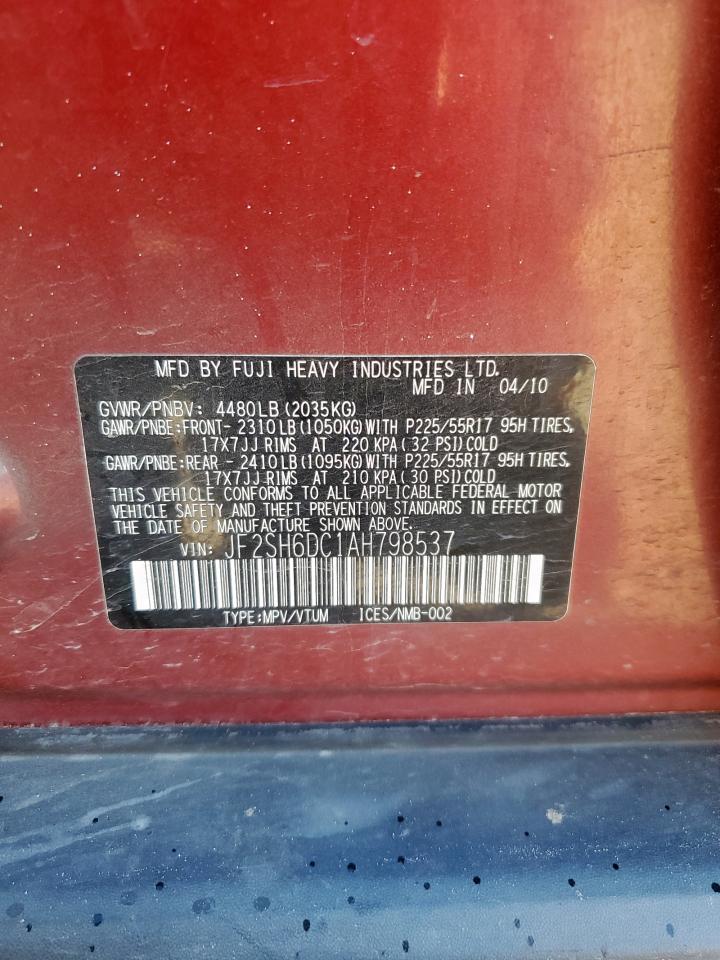 MFD BY FUJI HEAVY INDUSTRIES LTD.
MFD IN 04/10
GVWR/PNBV: 4480LB(2035KG)
GAWR/PNBE:FRONT- 2310LB(1050KG)WITH P225/55R17 95H TIRES,
17X7JJ RIMS AT 220 KPA(32 PSI)COLD
GAWR/PNBE:REAR - 2410LB(1095KG)WITH P225/55R17 95H TIRES,
17X7JJ RIMS AT 210 KPA(30 PSI)COLD
THIS VEHICLE CONFORMS TO ALL APPLICABLE FEDERAL MOTOR
VEHICLE SAFETY AND THEFT PREVENTION STANDARDS IN EFFECT ON
THE DATE OF MANUFACTURE SHOWN ABOVE.
VIN: JF2SH6DC1AH798537
TYPE:MPV/VTUM ICES/NMB-002